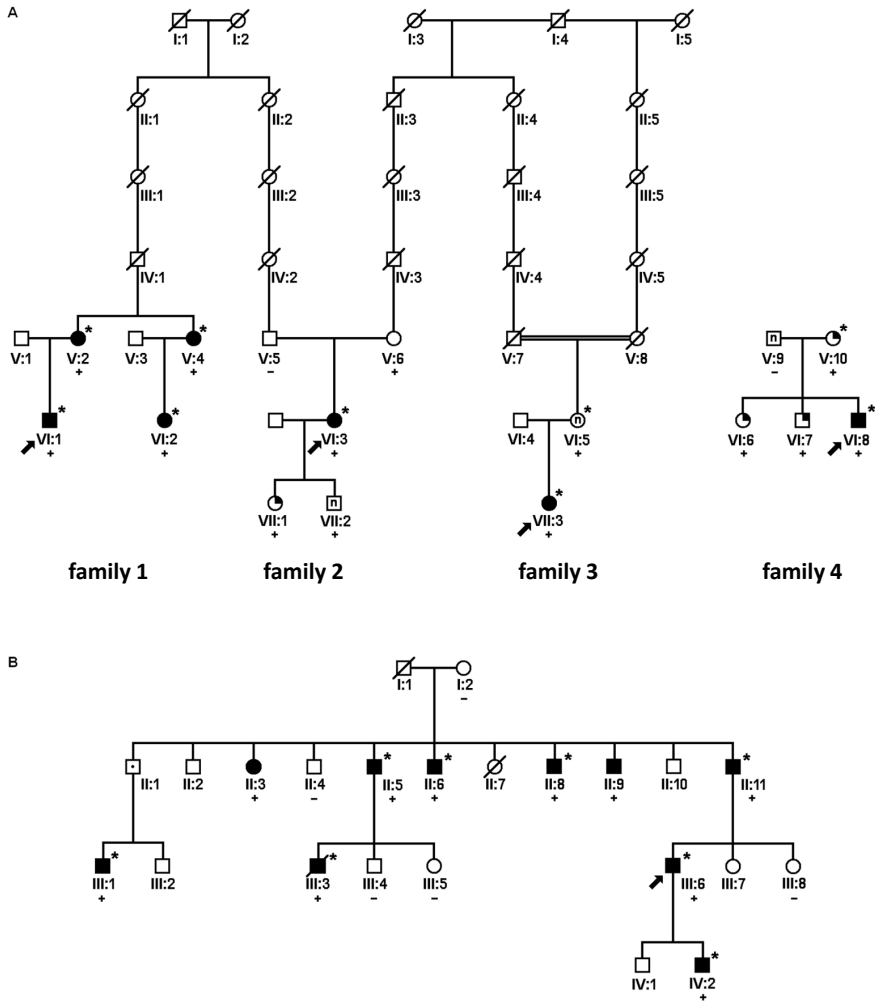 A
I:1 I:2 I:3 I:4 I:5
II:1 II:2 II:3 II:4 II:5
III:1 III:2 III:3 III:4 III:5
IV:1 IV:2 IV:3 IV:4 IV:5
* * n *
V:1 V:2 V:3 V:4 V:5 V:6 V:7 V:8 V:9 V:10
+ + − + − +
* * * n * *
VI:1 VI:2 VI:3 VI:4 VI:5 VI:6 VI:7 VI:8
+ + + + + + +
n *
VII:1 VII:2 VII:3
+ + +
family 1 family 2 family 3 family 4
B
I:1 I:2
−
* * * *
II:1 II:2 II:3 II:4 II:5 II:6 II:7 II:8 II:9 II:10 II:11
+ − + + + + +
* * *
III:1 III:2 III:3 III:4 III:5 III:6 III:7 III:8
+ + − − + −
*
IV:1 IV:2
+